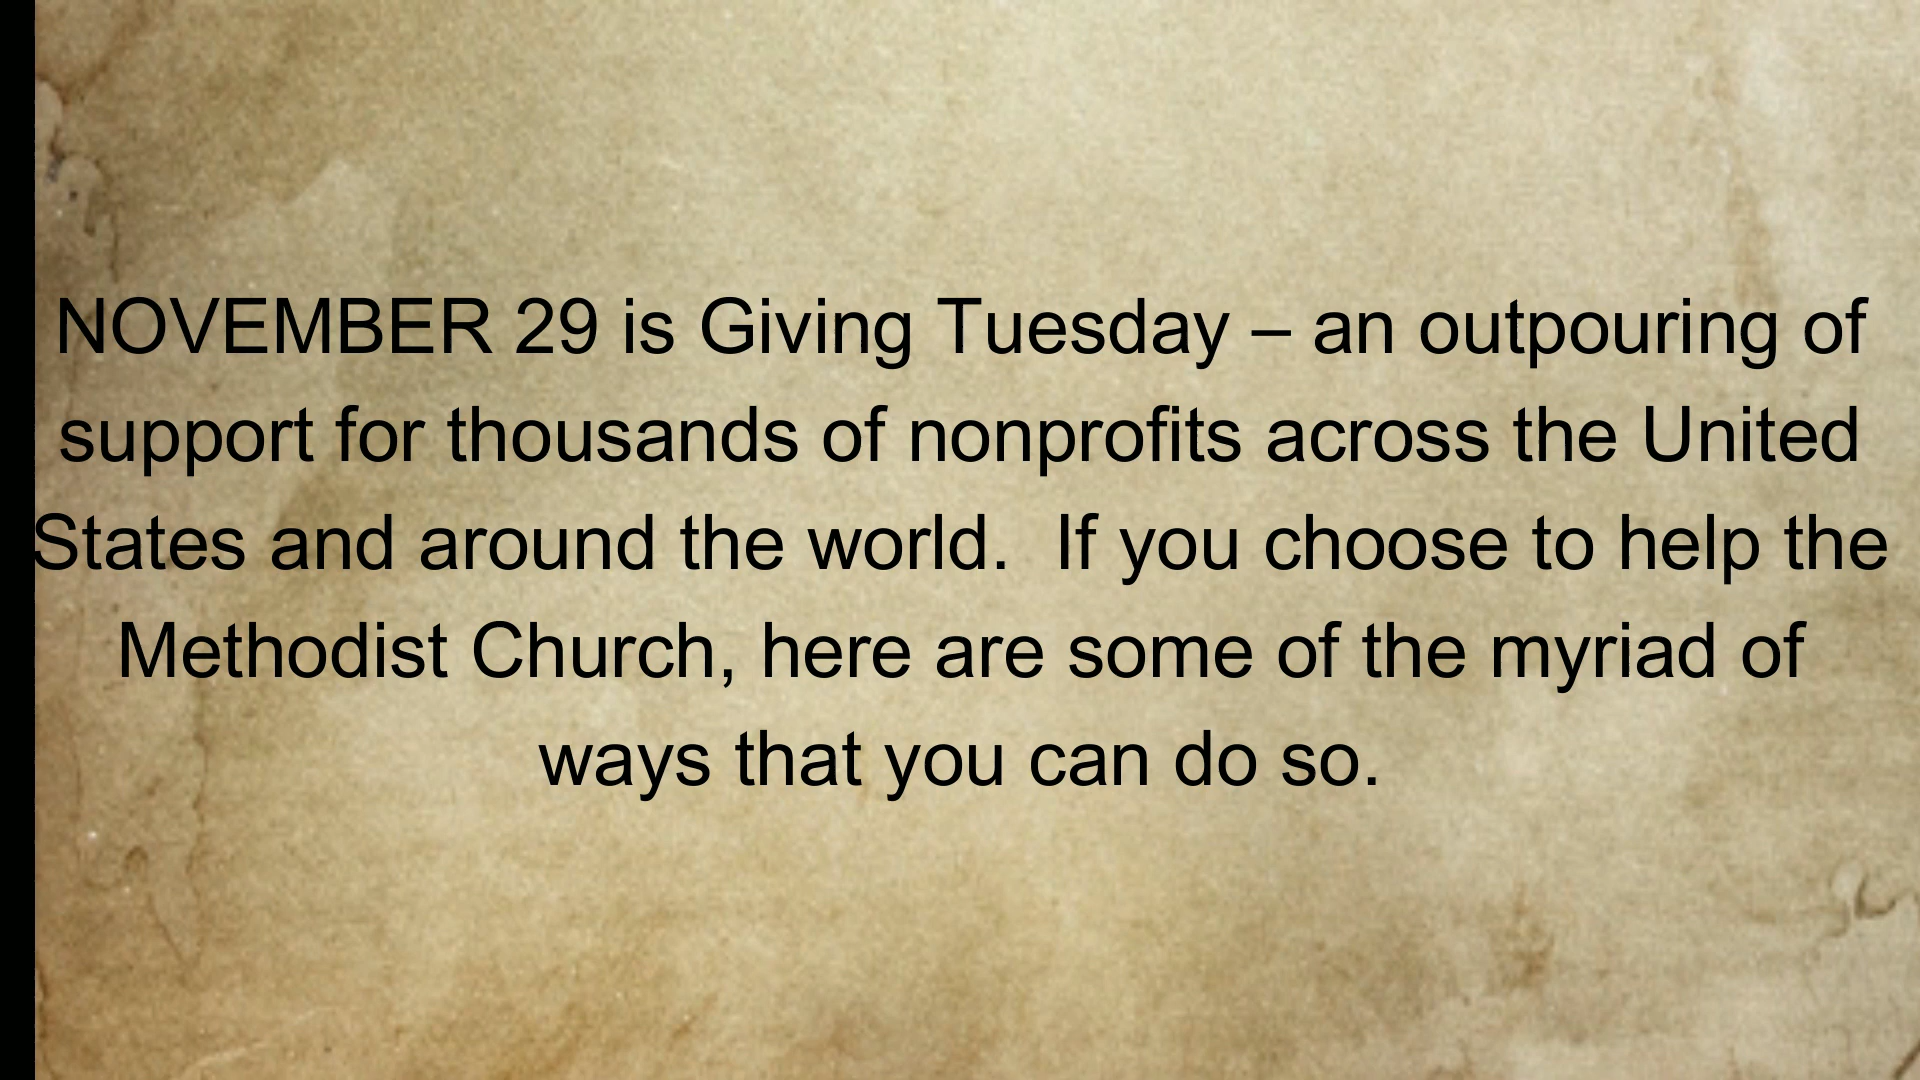 NOVEMBER 29 is Giving Tuesday – an outpouring of
support for thousands of nonprofits across the United
States and around the world.  If you choose to help the
Methodist Church, here are some of the myriad of
ways that you can do so.